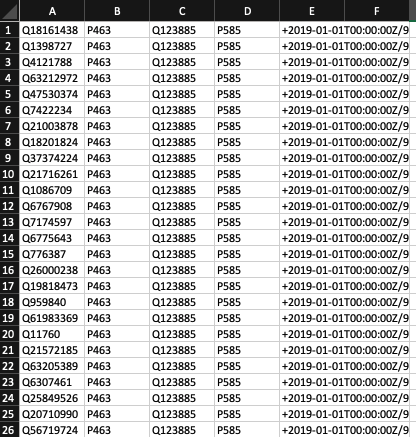 A B C D E F
1 Q18161438 P463 Q123885 P585 +2019-01-01T00:00:00Z/9
2 Q1398727 P463 Q123885 P585 +2019-01-01T00:00:00Z/9
3 Q4121788 P463 Q123885 P585 +2019-01-01T00:00:00Z/9
4 Q63212972 P463 Q123885 P585 +2019-01-01T00:00:00Z/9
5 Q47530374 P463 Q123885 P585 +2019-01-01T00:00:00Z/9
6 Q7422234 P463 Q123885 P585 +2019-01-01T00:00:00Z/9
7 Q21003878 P463 Q123885 P585 +2019-01-01T00:00:00Z/9
8 Q18201824 P463 Q123885 P585 +2019-01-01T00:00:00Z/9
9 Q37374224 P463 Q123885 P585 +2019-01-01T00:00:00Z/9
10 Q21716261 P463 Q123885 P585 +2019-01-01T00:00:00Z/9
11 Q1086709 P463 Q123885 P585 +2019-01-01T00:00:00Z/9
12 Q6767908 P463 Q123885 P585 +2019-01-01T00:00:00Z/9
13 Q7174597 P463 Q123885 P585 +2019-01-01T00:00:00Z/9
14 Q6775643 P463 Q123885 P585 +2019-01-01T00:00:00Z/9
15 Q776387 P463 Q123885 P585 +2019-01-01T00:00:00Z/9
16 Q26000238 P463 Q123885 P585 +2019-01-01T00:00:00Z/9
17 Q19818473 P463 Q123885 P585 +2019-01-01T00:00:00Z/9
18 Q959840 P463 Q123885 P585 +2019-01-01T00:00:00Z/9
19 Q61983369 P463 Q123885 P585 +2019-01-01T00:00:00Z/9
20 Q11760 P463 Q123885 P585 +2019-01-01T00:00:00Z/9
21 Q21572185 P463 Q123885 P585 +2019-01-01T00:00:00Z/9
22 Q63205389 P463 Q123885 P585 +2019-01-01T00:00:00Z/9
23 Q6307461 P463 Q123885 P585 +2019-01-01T00:00:00Z/9
24 Q25849526 P463 Q123885 P585 +2019-01-01T00:00:00Z/9
25 Q20710990 P463 Q123885 P585 +2019-01-01T00:00:00Z/9
26 Q56719724 P463 Q123885 P585 +2019-01-01T00:00:00Z/9